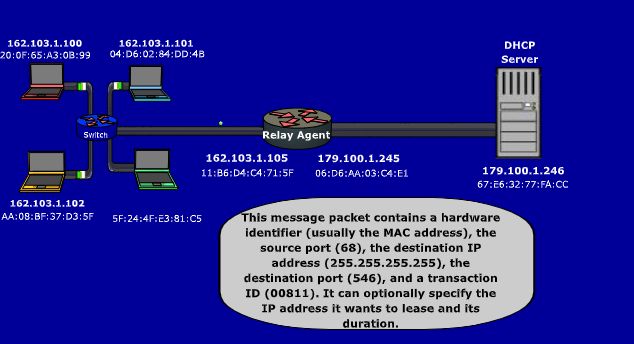 162.103.1.100
20:0F:65:A3:0B:99
162.103.1.101
04:D6:02:84:DD:4B
DHCP
Server
Switch
Relay Agent
162.103.1.105
11:B6:D4:C4:71:5F
179.100.1.245
06:D6:AA:03:C4:E1
179.100.1.246
67:E6:32:77:FA:CC
162.103.1.102
AA:08:BF:37:D3:5F
5F:24:4F:E3:81:C5
This message packet contains a hardware
identifier (usually the MAC address), the
source port (68), the destination IP
address (255.255.255.255), the
destination port (546), and a transaction
ID (00811). It can optionally specify the
IP address it wants to lease and its
duration.